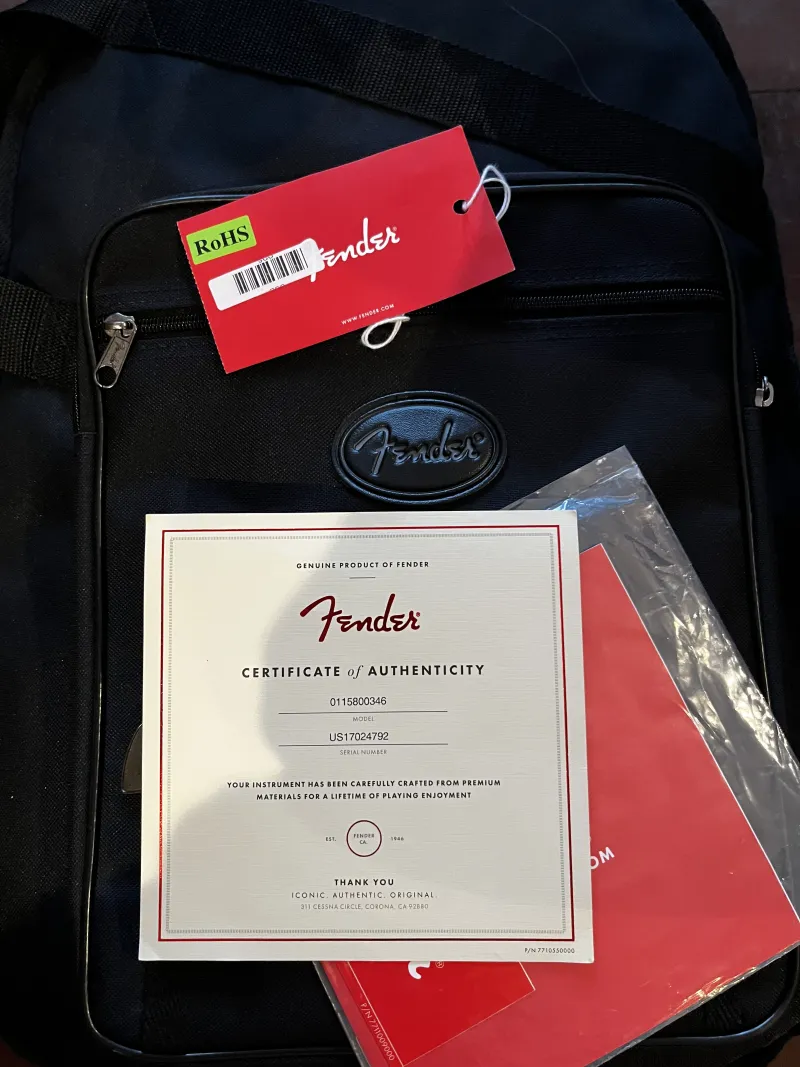 RoHS
Fender®
WWW.FENDER.COM
Fender®
GENUINE PRODUCT OF FENDER
Fender®
CERTIFICATE of AUTHENTICITY
0115800346
MODEL
US17024792
SERIAL NUMBER
YOUR INSTRUMENT HAS BEEN CAREFULLY CRAFTED FROM PREMIUM
MATERIALS FOR A LIFETIME OF PLAYING ENJOYMENT
EST. FENDER CA. 1946
THANK YOU
ICONIC. AUTHENTIC. ORIGINAL.
311 CESSNA CIRCLE, CORONA, CA 92880
P/N 7710550000
OM
®
P/N 7711009000